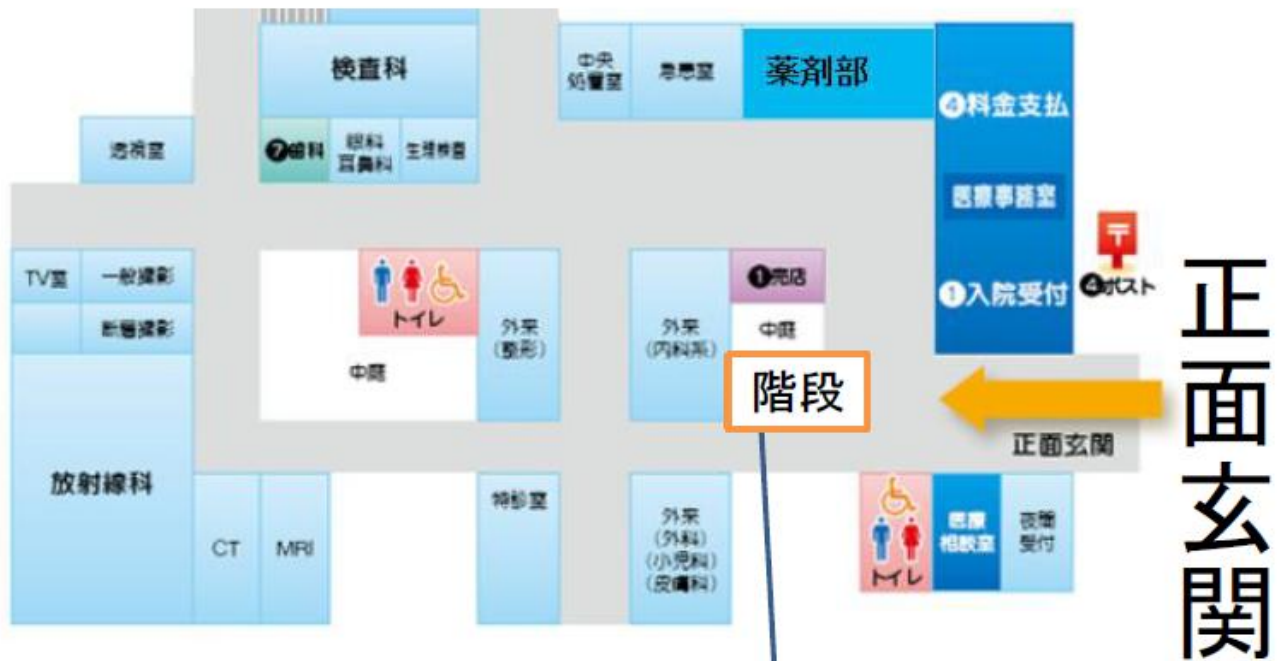 検査科
中央
処置室
急患室
薬剤部
❹料金支払
透視室
❼歯科
眼科
耳鼻科
生理検査
医療事務室
〒
❹ポスト
TV室
一般撮影
断層撮影
トイレ
中庭
外来
(整形)
外来
(内科系)
❶売店
中庭
❶入院受付
階段
正面玄関
正面玄関
放射線科
CT
MRI
特診室
外来
(外科)
(小児科)
(皮膚科)
トイレ
医療
相談室
夜間
受付